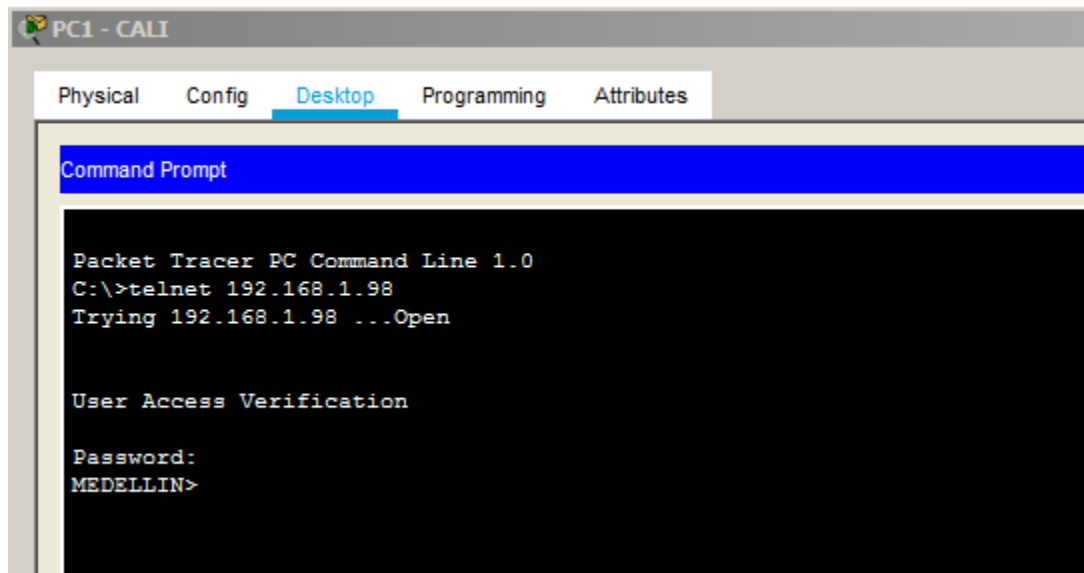 PC1 - CALI
Physical Config Desktop Programming Attributes
Command Prompt
Packet Tracer PC Command Line 1.0
C:\>telnet 192.168.1.98
Trying 192.168.1.98 ...Open
User Access Verification
Password:
MEDELLIN>